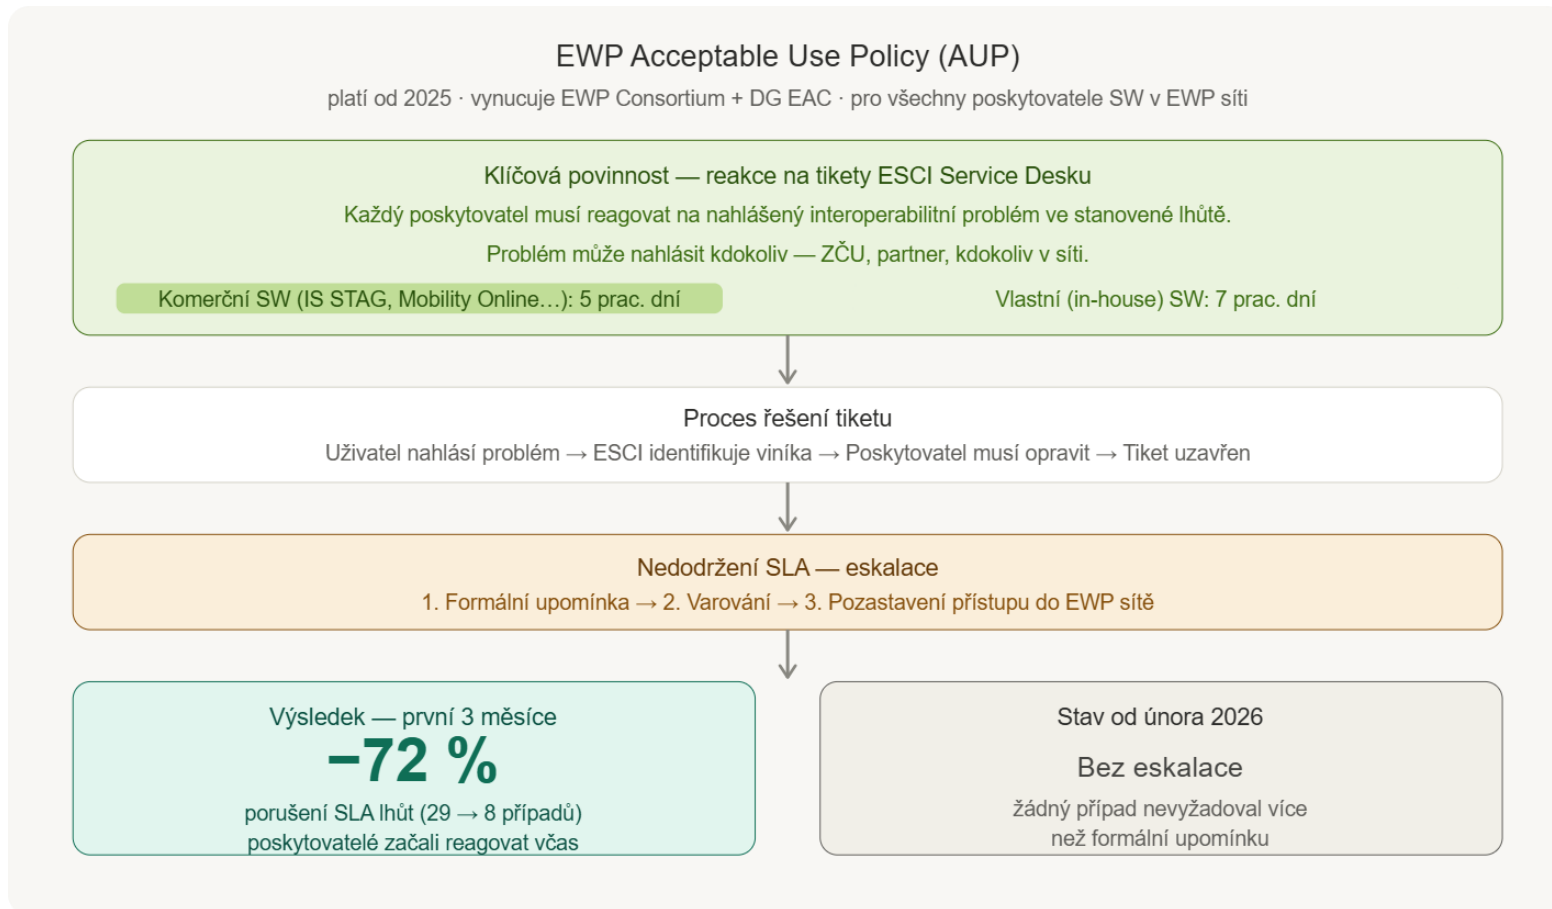 EWP Acceptable Use Policy (AUP)
platí od 2025 · vynucuje EWP Consortium + DG EAC · pro všechny poskytovatele SW v EWP síti
Klíčová povinnost — reakce na tikety ESCI Service Desku
Každý poskytovatel musí reagovat na nahlášený interoperabilitní problém ve stanovené lhůtě.
Problém může nahlásit kdokoliv — ZČU, partner, kdokoliv v síti.
Komerční SW (IS STAG, Mobility Online…): 5 prac. dní
Vlastní (in-house) SW: 7 prac. dní
Proces řešení tiketu
Uživatel nahlásí problém → ESCI identifikuje viníka → Poskytovatel musí opravit → Tiket uzavřen
Nedodržení SLA — eskalace
1. Formální upomínka → 2. Varování → 3. Pozastavení přístupu do EWP sítě
Výsledek — první 3 měsíce
−72 %
porušení SLA lhůt (29 → 8 případů)
poskytovatelé začali reagovat včas
Stav od února 2026
Bez eskalace
žádný případ nevyžadoval více
než formální upomínku